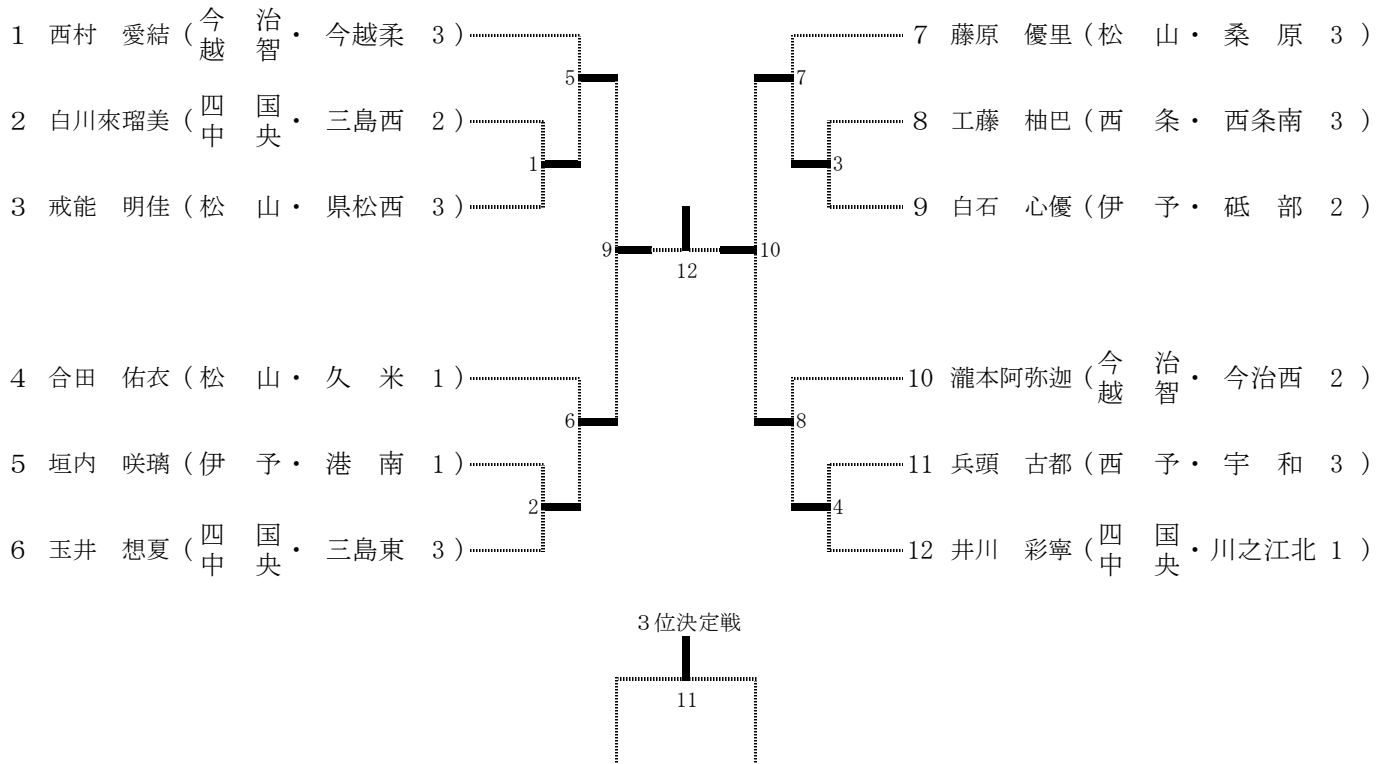 1 西村 愛結（今治越智・今越柔 3）
2 白川來瑠美（四国中央・三島西 2）
3 戒能 明佳（松山・県松西 3）
4 合田 佑衣（松山・久米 1）
5 垣内 咲璃（伊予・港南 1）
6 玉井 想夏（四国中央・三島東 3）
7 藤原 優里（松山・桑原 3）
8 工藤 柚巴（西条・西条南 3）
9 白石 心優（伊予・砥部 2）
10 瀧本阿弥迦（今治越智・今治西 2）
11 兵頭 古都（西予・宇和 3）
12 井川 彩寧（四国中央・川之江北 1）
5
1
9
6
2
12
7
3
10
8
4
３位決定戦
11